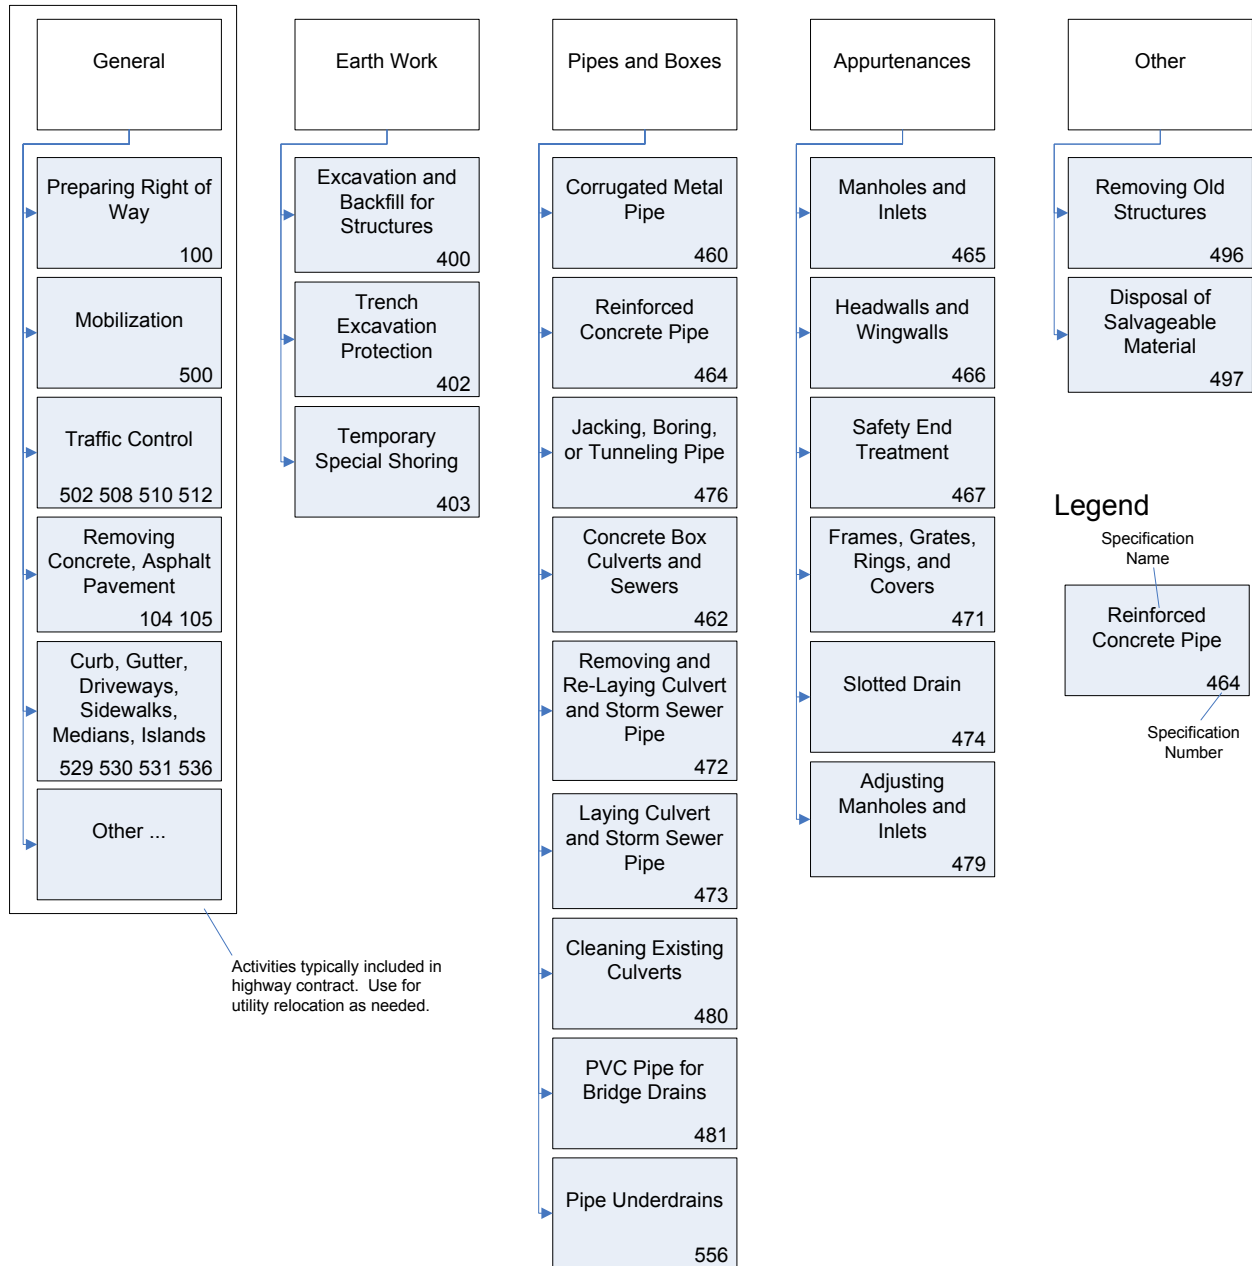 General
Preparing Right of
Way
100
Mobilization
500
Traffic Control
502 508 510 512
Removing
Concrete, Asphalt
Pavement
104 105
Curb, Gutter,
Driveways,
Sidewalks,
Medians, Islands
529 530 531 536
Other ...
Activities typically included in
highway contract.  Use for
utility relocation as needed.
Earth Work
Excavation and
Backfill for
Structures
400
Trench
Excavation
Protection
402
Temporary
Special Shoring
403
Pipes and Boxes
Corrugated Metal
Pipe
460
Reinforced
Concrete Pipe
464
Jacking, Boring,
or Tunneling Pipe
476
Concrete Box
Culverts and
Sewers
462
Removing and
Re-Laying Culvert
and Storm Sewer
Pipe
472
Laying Culvert
and Storm Sewer
Pipe
473
Cleaning Existing
Culverts
480
PVC Pipe for
Bridge Drains
481
Pipe Underdrains
556
Appurtenances
Manholes and
Inlets
465
Headwalls and
Wingwalls
466
Safety End
Treatment
467
Frames, Grates,
Rings, and
Covers
471
Slotted Drain
474
Adjusting
Manholes and
Inlets
479
Other
Removing Old
Structures
496
Disposal of
Salvageable
Material
497
Legend
Specification
Name
Reinforced
Concrete Pipe
464
Specification
Number